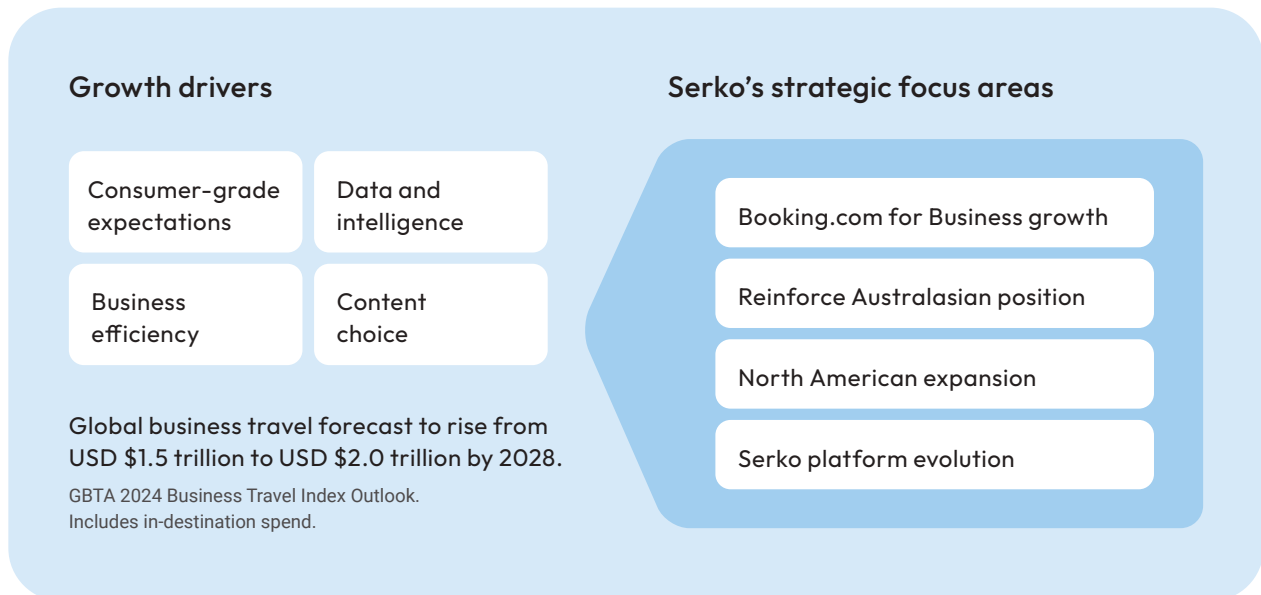 Growth drivers
Consumer-grade
expectations
Data and
intelligence
Business
efficiency
Content
choice
Global business travel forecast to rise from
USD $1.5 trillion to USD $2.0 trillion by 2028.
GBTA 2024 Business Travel Index Outlook.
Includes in-destination spend.
Serko’s strategic focus areas
Booking.com for Business growth
Reinforce Australasian position
North American expansion
Serko platform evolution